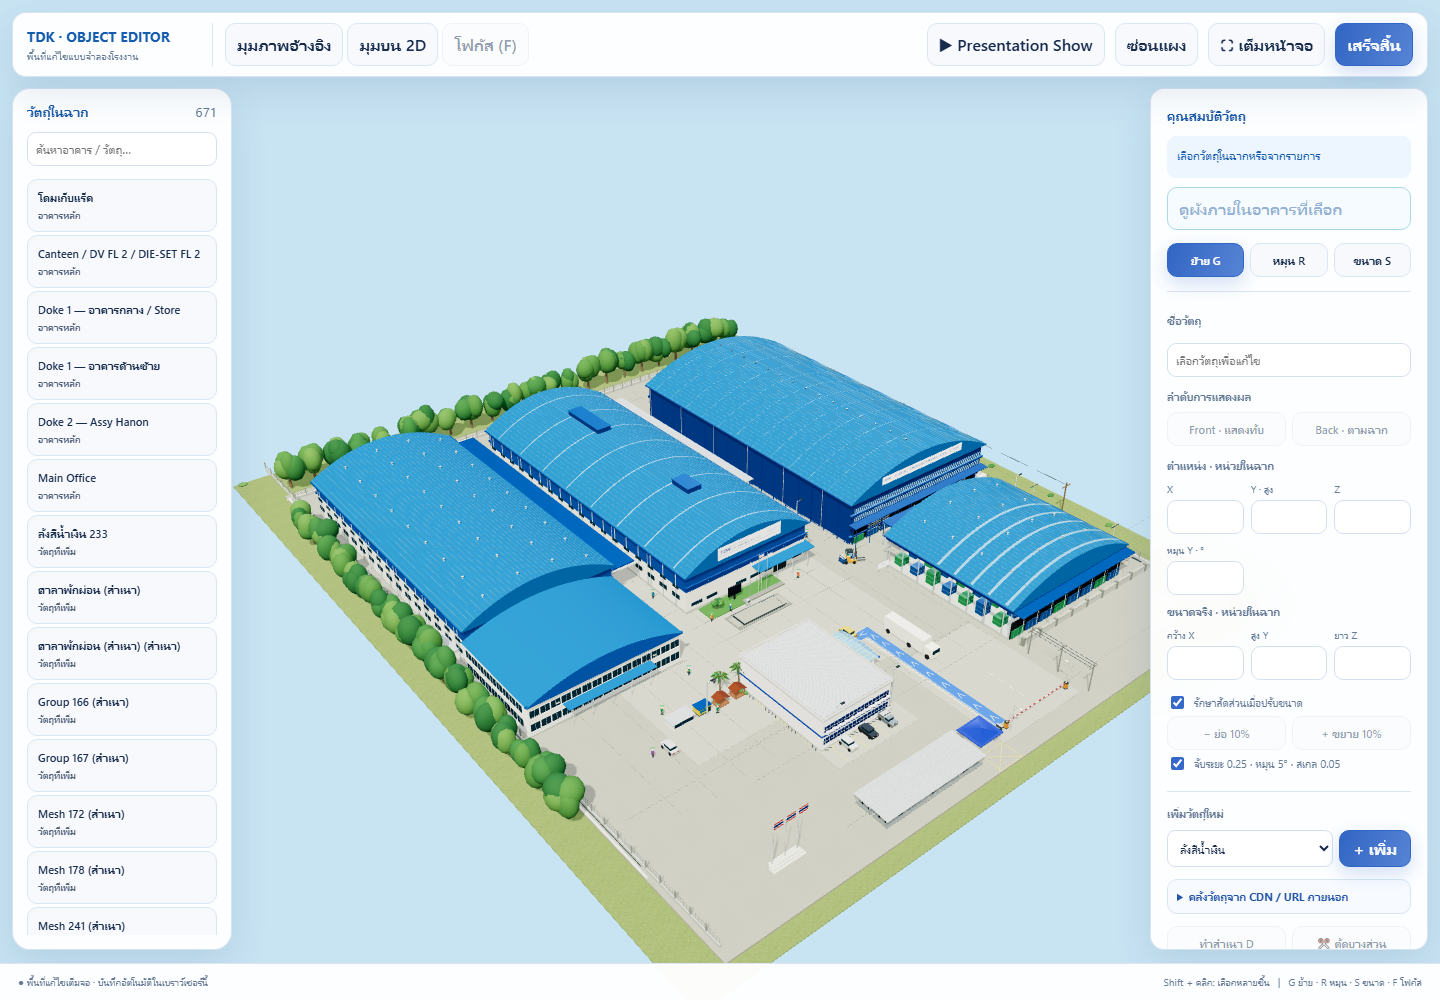 TDK · OBJECT EDITOR
พื้นที่แก้ไขแบบจำลองโรงงาน
มุมภาพอ้างอิง
มุมบน 2D
โฟกัส (F)
▶ Presentation Show
ซ่อนแผง
⛶ เต็มหน้าจอ
เสร็จสิ้น
วัตถุในฉาก
671
ค้นหาอาคาร / วัตถุ...
โดมเก็บแร็ค
อาคารหลัก
Canteen / DV FL 2 / DIE-SET FL 2
อาคารหลัก
Doke 1 — อาคารกลาง / Store
อาคารหลัก
Doke 1 — อาคารด้านซ้าย
อาคารหลัก
Doke 2 — Assy Hanon
อาคารหลัก
Main Office
อาคารหลัก
ลังสีน้ำเงิน 233
วัตถุที่เพิ่ม
ศาลาพักผ่อน (สำเนา)
วัตถุที่เพิ่ม
ศาลาพักผ่อน (สำเนา) (สำเนา)
วัตถุที่เพิ่ม
Group 166 (สำเนา)
วัตถุที่เพิ่ม
Group 167 (สำเนา)
วัตถุที่เพิ่ม
Mesh 172 (สำเนา)
วัตถุที่เพิ่ม
Mesh 178 (สำเนา)
วัตถุที่เพิ่ม
Mesh 241 (สำเนา)
คุณสมบัติวัตถุ
เลือกวัตถุในฉากหรือจากรายการ
ดูผังภายในอาคารที่เลือก
ย้าย G
หมุน R
ขนาด S
ชื่อวัตถุ
เลือกวัตถุเพื่อแก้ไข
ลำดับการแสดงผล
Front · แสดงทับ
Back · ตามฉาก
ตำแหน่ง · หน่วยในฉาก
X
Y · สูง
Z
หมุน Y · °
ขนาดจริง · หน่วยในฉาก
กว้าง X
สูง Y
ยาว Z
รักษาสัดส่วนเมื่อปรับขนาด
− ย่อ 10%
+ ขยาย 10%
จับระยะ 0.25 · หมุน 5° · สเกล 0.05
เพิ่มวัตถุใหม่
ลังสีน้ำเงิน
+ เพิ่ม
▶ คลังวัตถุจาก CDN / URL ภายนอก
ทำสำเนา D
✂ ตัดบางส่วน
● พื้นที่แก้ไขเต็มจอ · บันทึกอัตโนมัติในเบราว์เซอร์นี้
Shift + คลิก: เลือกหลายชิ้น | G ย้าย · R หมุน · S ขนาด · F โฟกัส